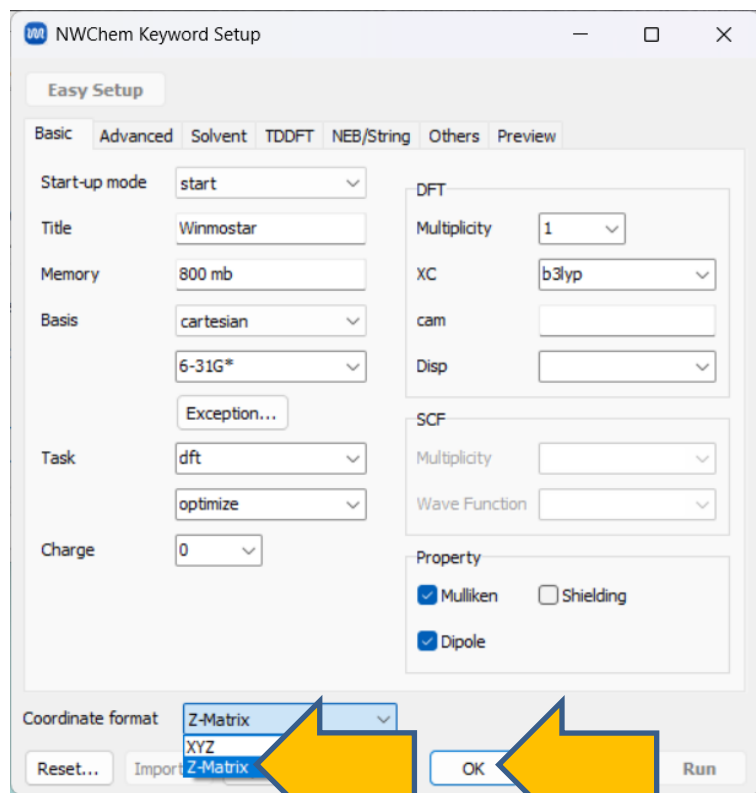 NWChem Keyword Setup
Easy Setup
Basic Advanced Solvent TDDFT NEB/String Others Preview
Start-up mode start
Title Winmostar
Memory 800 mb
Basis cartesian
6-31G*
Exception...
Task dft
optimize
Charge 0
DFT
Multiplicity 1
XC b3lyp
cam
Disp
SCF
Multiplicity
Wave Function
Property
Mulliken Shielding
Dipole
Coordinate format Z-Matrix
XYZ
Z-Matrix
Reset... OK Run